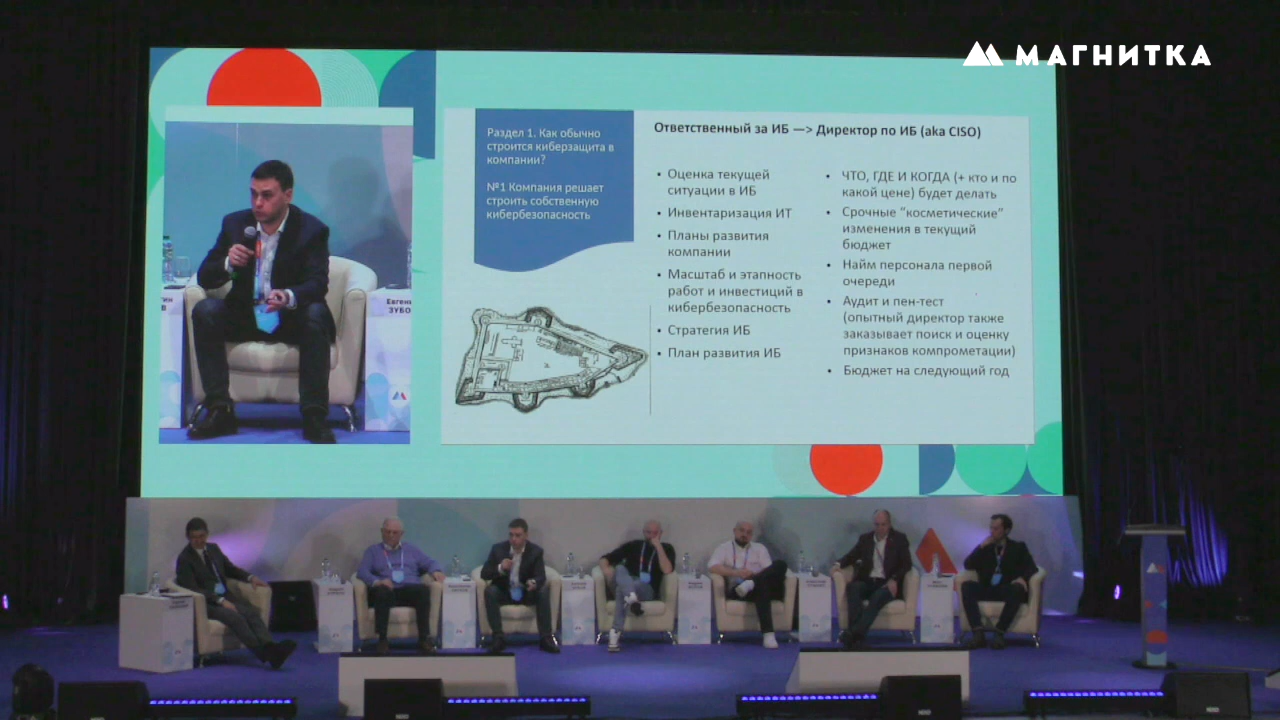 МАГНИТКА
Раздел 1. Как обычно
строится киберзащита в
компании?
№1 Компания решает
строить собственную
кибербезопасность
Ответственный за ИБ —> Директор по ИБ (aka CISO)
• Оценка текущей
ситуации в ИБ
• Инвентаризация ИТ
• Планы развития
компании
• Масштаб и этапность
работ и инвестиций в
кибербезопасность
• Стратегия ИБ
• План развития ИБ
• ЧТО, ГДЕ И КОГДА (+ кто и по
какой цене) будет делать
• Срочные “косметические”
изменения в текущий
бюджет
• Найм персонала первой
очереди
• Аудит и пен-тест
(опытный директор также
заказывает поиск и оценку
признаков компрометации)
• Бюджет на следующий год